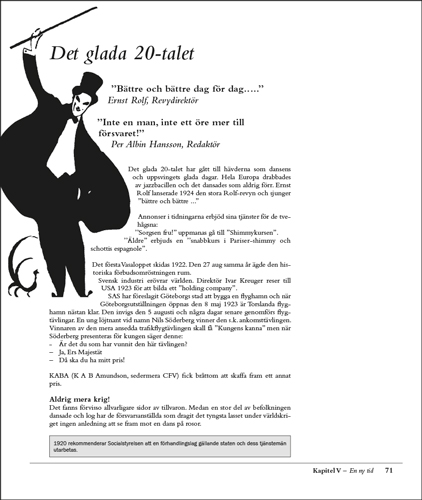 Det glada 20-talet
"Bättre och bättre dag för dag....."
Ernst Rolf, Revydirektör
"Inte en man, inte ett öre mer till
försvaret!"
Per Albin Hansson, Redaktör
Det glada 20-talet har gått till hävderna som dansens
och uppsvingets glada dagar. Hela Europa drabbades
av jazzbacillen och det dansades som aldrig förr. Ernst
Rolf lanserade 1924 den stora Rolf-revyn och sjunger
"bättre och bättre ..."
Annonser i tidningarna erbjöd sina tjänster för de tve-
hågsna:
"Sorgsen fru!" uppmanas gå till "Shimmykursen".
"Äldre" erbjuds en "snabbkurs i Pariser-shimmy och
schottis espagnole".
Det första Vasaloppet skidas 1922. Den 27 aug samma år ägde den his-
toriska förbudsomröstningen rum.
Svensk industri erövrar världen. Direktör Ivar Kreuger reser till
USA 1923 för att bilda ett "holding company".
SAS har föreslagit Göteborgs stad att bygga en flyghamn och när
Göteborgsutställningen öppnas den 8 maj 1923 är Torslanda flyg-
hamn nästan klar. Den invigs den 5 augusti och några dagar senare genomförs flyg-
tävlingar. En ung löjtnant vid namn Nils Söderberg vinner den s.k. ankomsttävlingen.
Vinnaren av den mera ansedda trafikflygtävlingen skall få "Kungens kanna" men när
Söderberg presenteras för kungen säger denne:
- Är det du som har vunnit den här tävlingen?
– Ja, Ers Majestät
– Då ska du ha mitt pris!
KABA (K A B Amundson, sedermera CFV) fick bråttom att skaffa fram ett annat
pris.
Aldrig mera krig!
Det fanns förvisso allvarligare sidor av tillvaron. Medan en stor del av befolkningen
dansade och log har de försvarsanställda som dragit det tyngsta lasset under världskri-
get ingen anledning att se fram mot en dans på rosor.
1920 rekommenderar Socialstyrelsen att en förhandlingslag gällande staten och dess tjänstemän
utarbetas.
Kapitel V – En ny tid 71